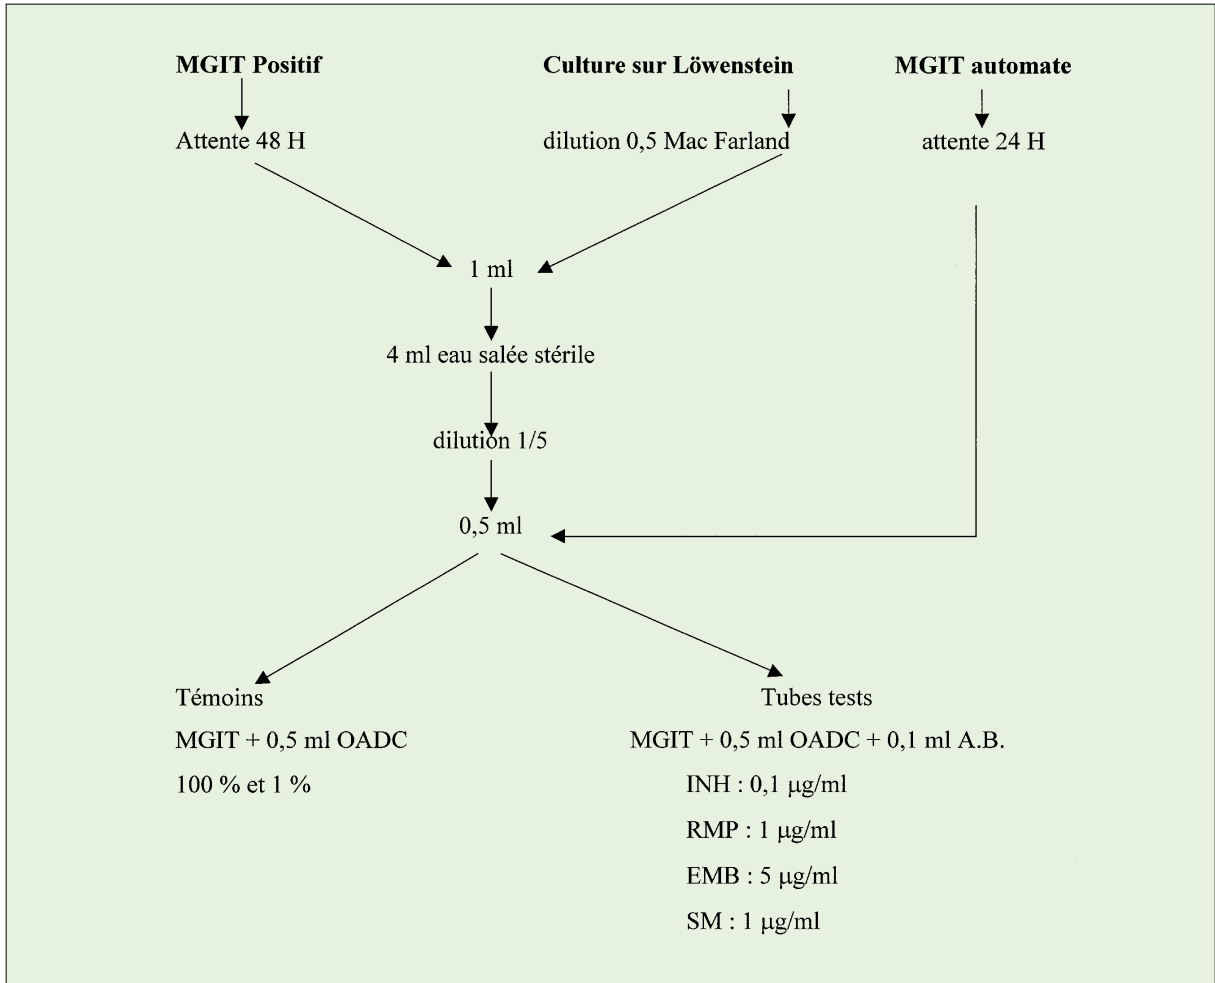 MGIT Positif
Culture sur Löwenstein
MGIT automate
Attente 48 H
dilution 0,5 Mac Farland
attente 24 H
1 ml
4 ml eau salée stérile
dilution 1/5
0,5 ml
Témoins
MGIT + 0,5 ml OADC
100 % et 1 %
Tubes tests
MGIT + 0,5 ml OADC + 0,1 ml A.B.
INH : 0,1 µg/ml
RMP : 1 µg/ml
EMB : 5 µg/ml
SM : 1 µg/ml